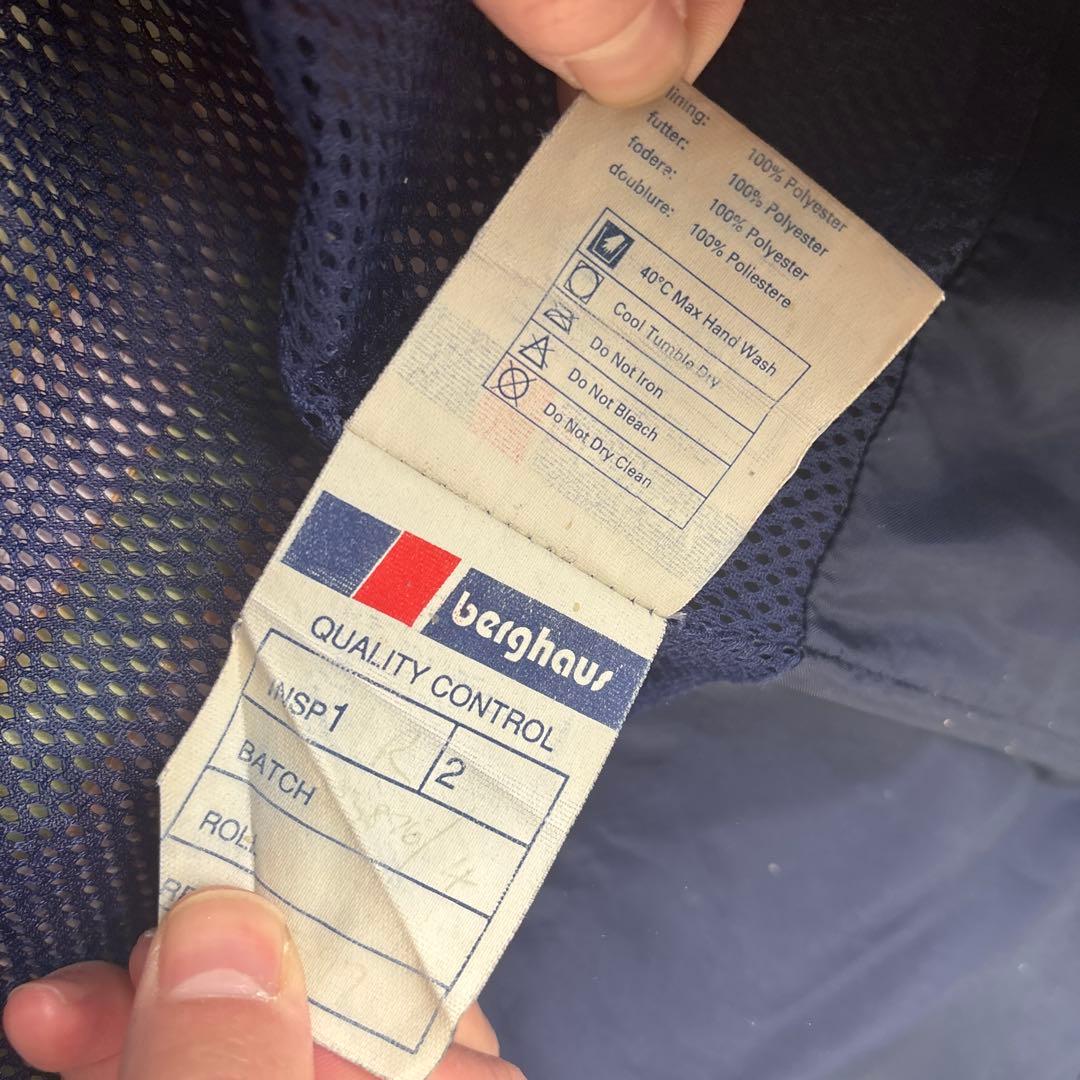 lining: 100% Polyester
futter: 100% Polyester
fodera: 100% Polyester
doublure: 100% Poliestere
40°C Max Hand Wash
Cool Tumble Dry
Do Not Iron
Do Not Bleach
Do Not Dry Clean
berghaus
QUALITY CONTROL
INSP1 2
BATCH